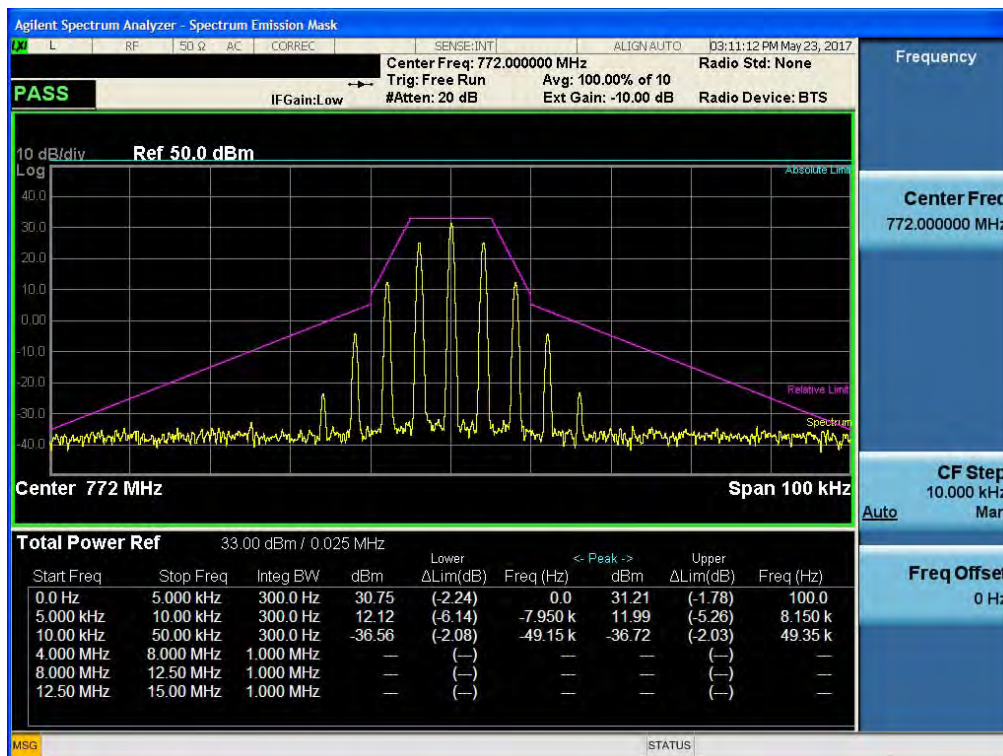 Agilent Spectrum Analyzer - Spectrum Emission Mask
LXI L RF 50 Ω AC CORREC SENSE:INT ALIGN AUTO 03:11:12 PM May 23, 2017
Center Freq: 772.000000 MHz Radio Std: None
Trig: Free Run Avg: 100.00% of 10
PASS IFGain:Low #Atten: 20 dB Ext Gain: -10.00 dB Radio Device: BTS
10 dB/div Ref 50.0 dBm
Log
Absolute Limit
40.0
30.0
20.0
10.0
0.00
-10.0
-20.0
Relative Limit
-30.0
Spectrum
-40.0
Center 772 MHz Span 100 kHz
Total Power Ref 33.00 dBm / 0.025 MHz
Lower <- Peak -> Upper
Start Freq Stop Freq Integ BW dBm ΔLim(dB) Freq (Hz) dBm ΔLim(dB) Freq (Hz)
0.0 Hz 5.000 kHz 300.0 Hz 30.75 (-2.24) 0.0 31.21 (-1.78) 100.0
5.000 kHz 10.00 kHz 300.0 Hz 12.12 (-6.14) -7.950 k 11.99 (-5.26) 8.150 k
10.00 kHz 50.00 kHz 300.0 Hz -36.56 (-2.08) -49.15 k -36.72 (-2.03) 49.35 k
4.000 MHz 8.000 MHz 1.000 MHz --- (---) --- --- (---) ---
8.000 MHz 12.50 MHz 1.000 MHz --- (---) --- --- (---) ---
12.50 MHz 15.00 MHz 1.000 MHz --- (---) --- --- (---) ---
MSG STATUS
Frequency
Center Freq
772.000000 MHz
CF Step
10.000 kHz
Auto Man
Freq Offset
0 Hz